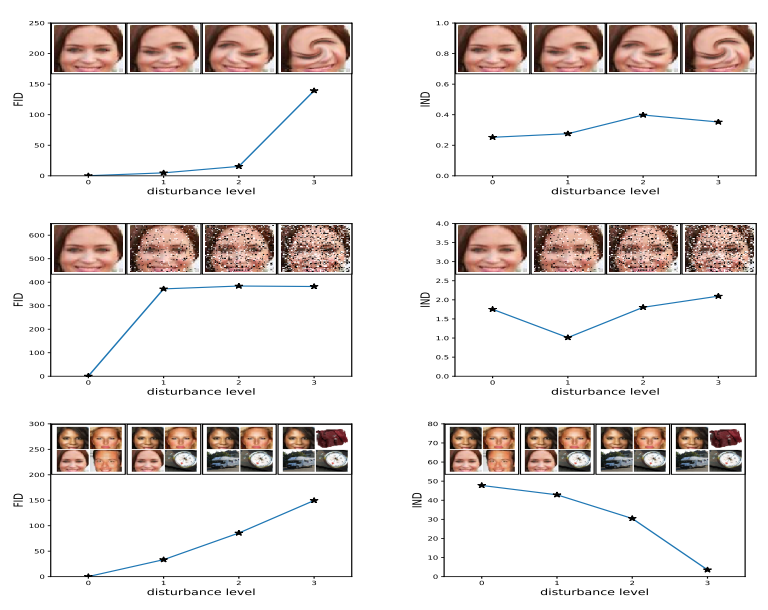 250
200
150
100
50
0
FID
0 1 2 3
disturbance level
1.0
0.8
0.6
0.4
0.2
0.0
IND
0 1 2 3
disturbance level
600
500
400
300
200
100
0
FID
0 1 2 3
disturbance level
4.0
3.5
3.0
2.5
2.0
1.5
1.0
0.5
0.0
IND
0 1 2 3
disturbance level
300
250
200
150
100
50
0
FID
0 1 2 3
disturbance level
80
70
60
50
40
30
20
10
0
IND
0 1 2 3
disturbance level